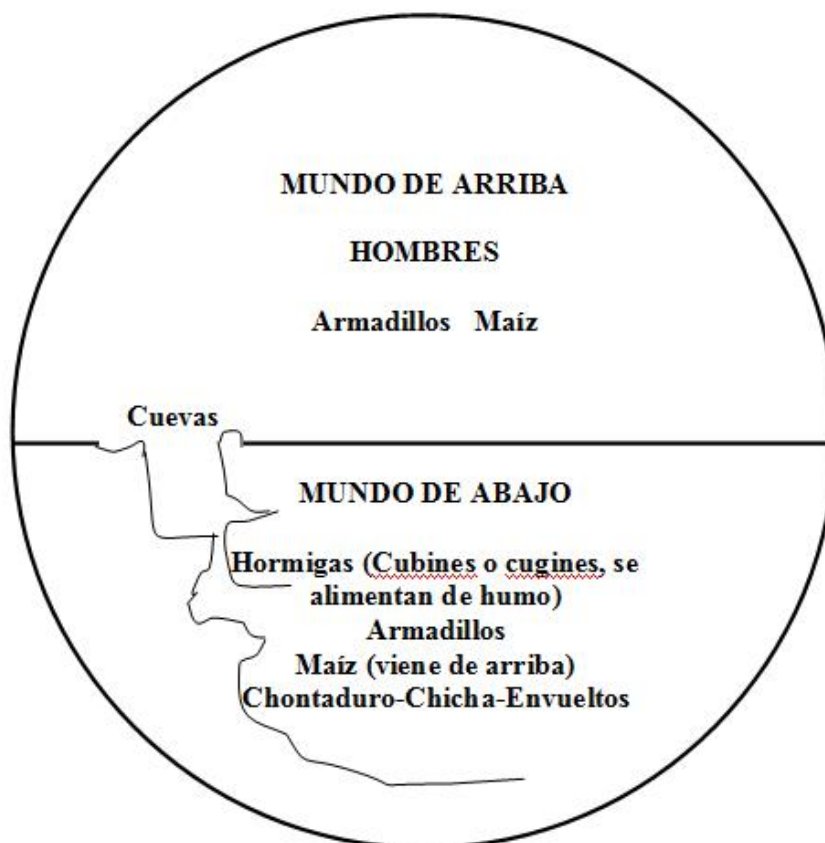 MUNDO DE ARRIBA
HOMBRES
Armadillos Maíz
Cuevas
MUNDO DE ABAJO
Hormigas (Cubines o cugines, se
alimentan de humo)
Armadillos
Maíz (viene de arriba)
Chontaduro-Chicha-Envueltos